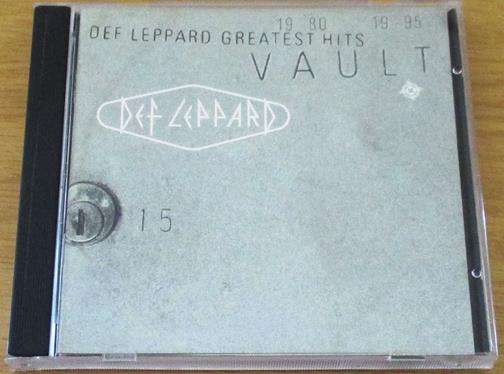 19 80 19 95
DEF LEPPARD GREATEST HITS
VAULT
DEF LEPPARD
15